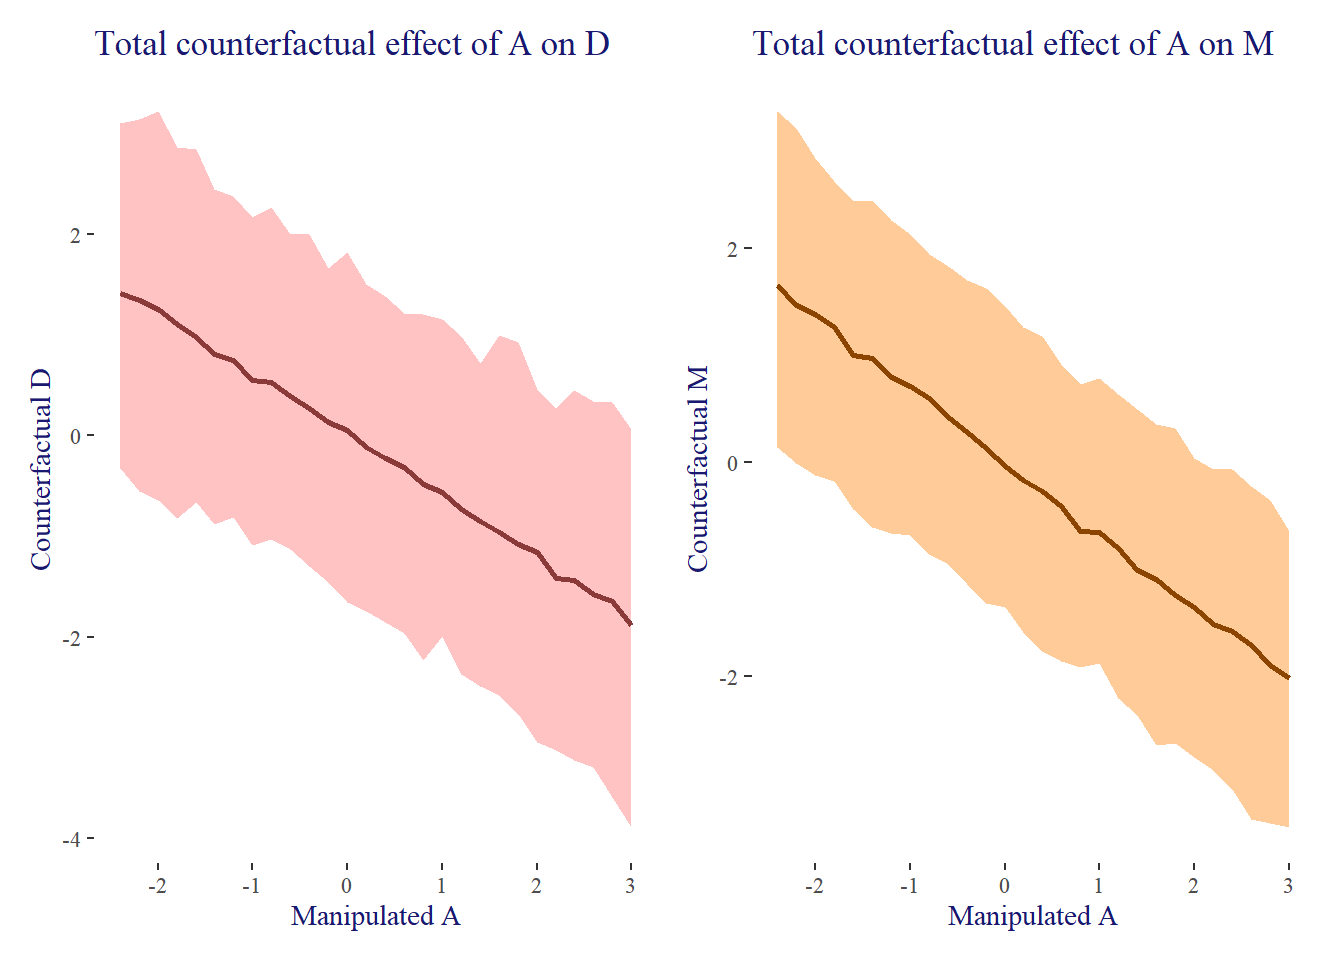 Total counterfactual effect of A on D
Counterfactual D
2
0
-2
-4
-2 -1 0 1 2 3
Manipulated A
Total counterfactual effect of A on M
Counterfactual M
2
0
-2
-2 -1 0 1 2 3
Manipulated A